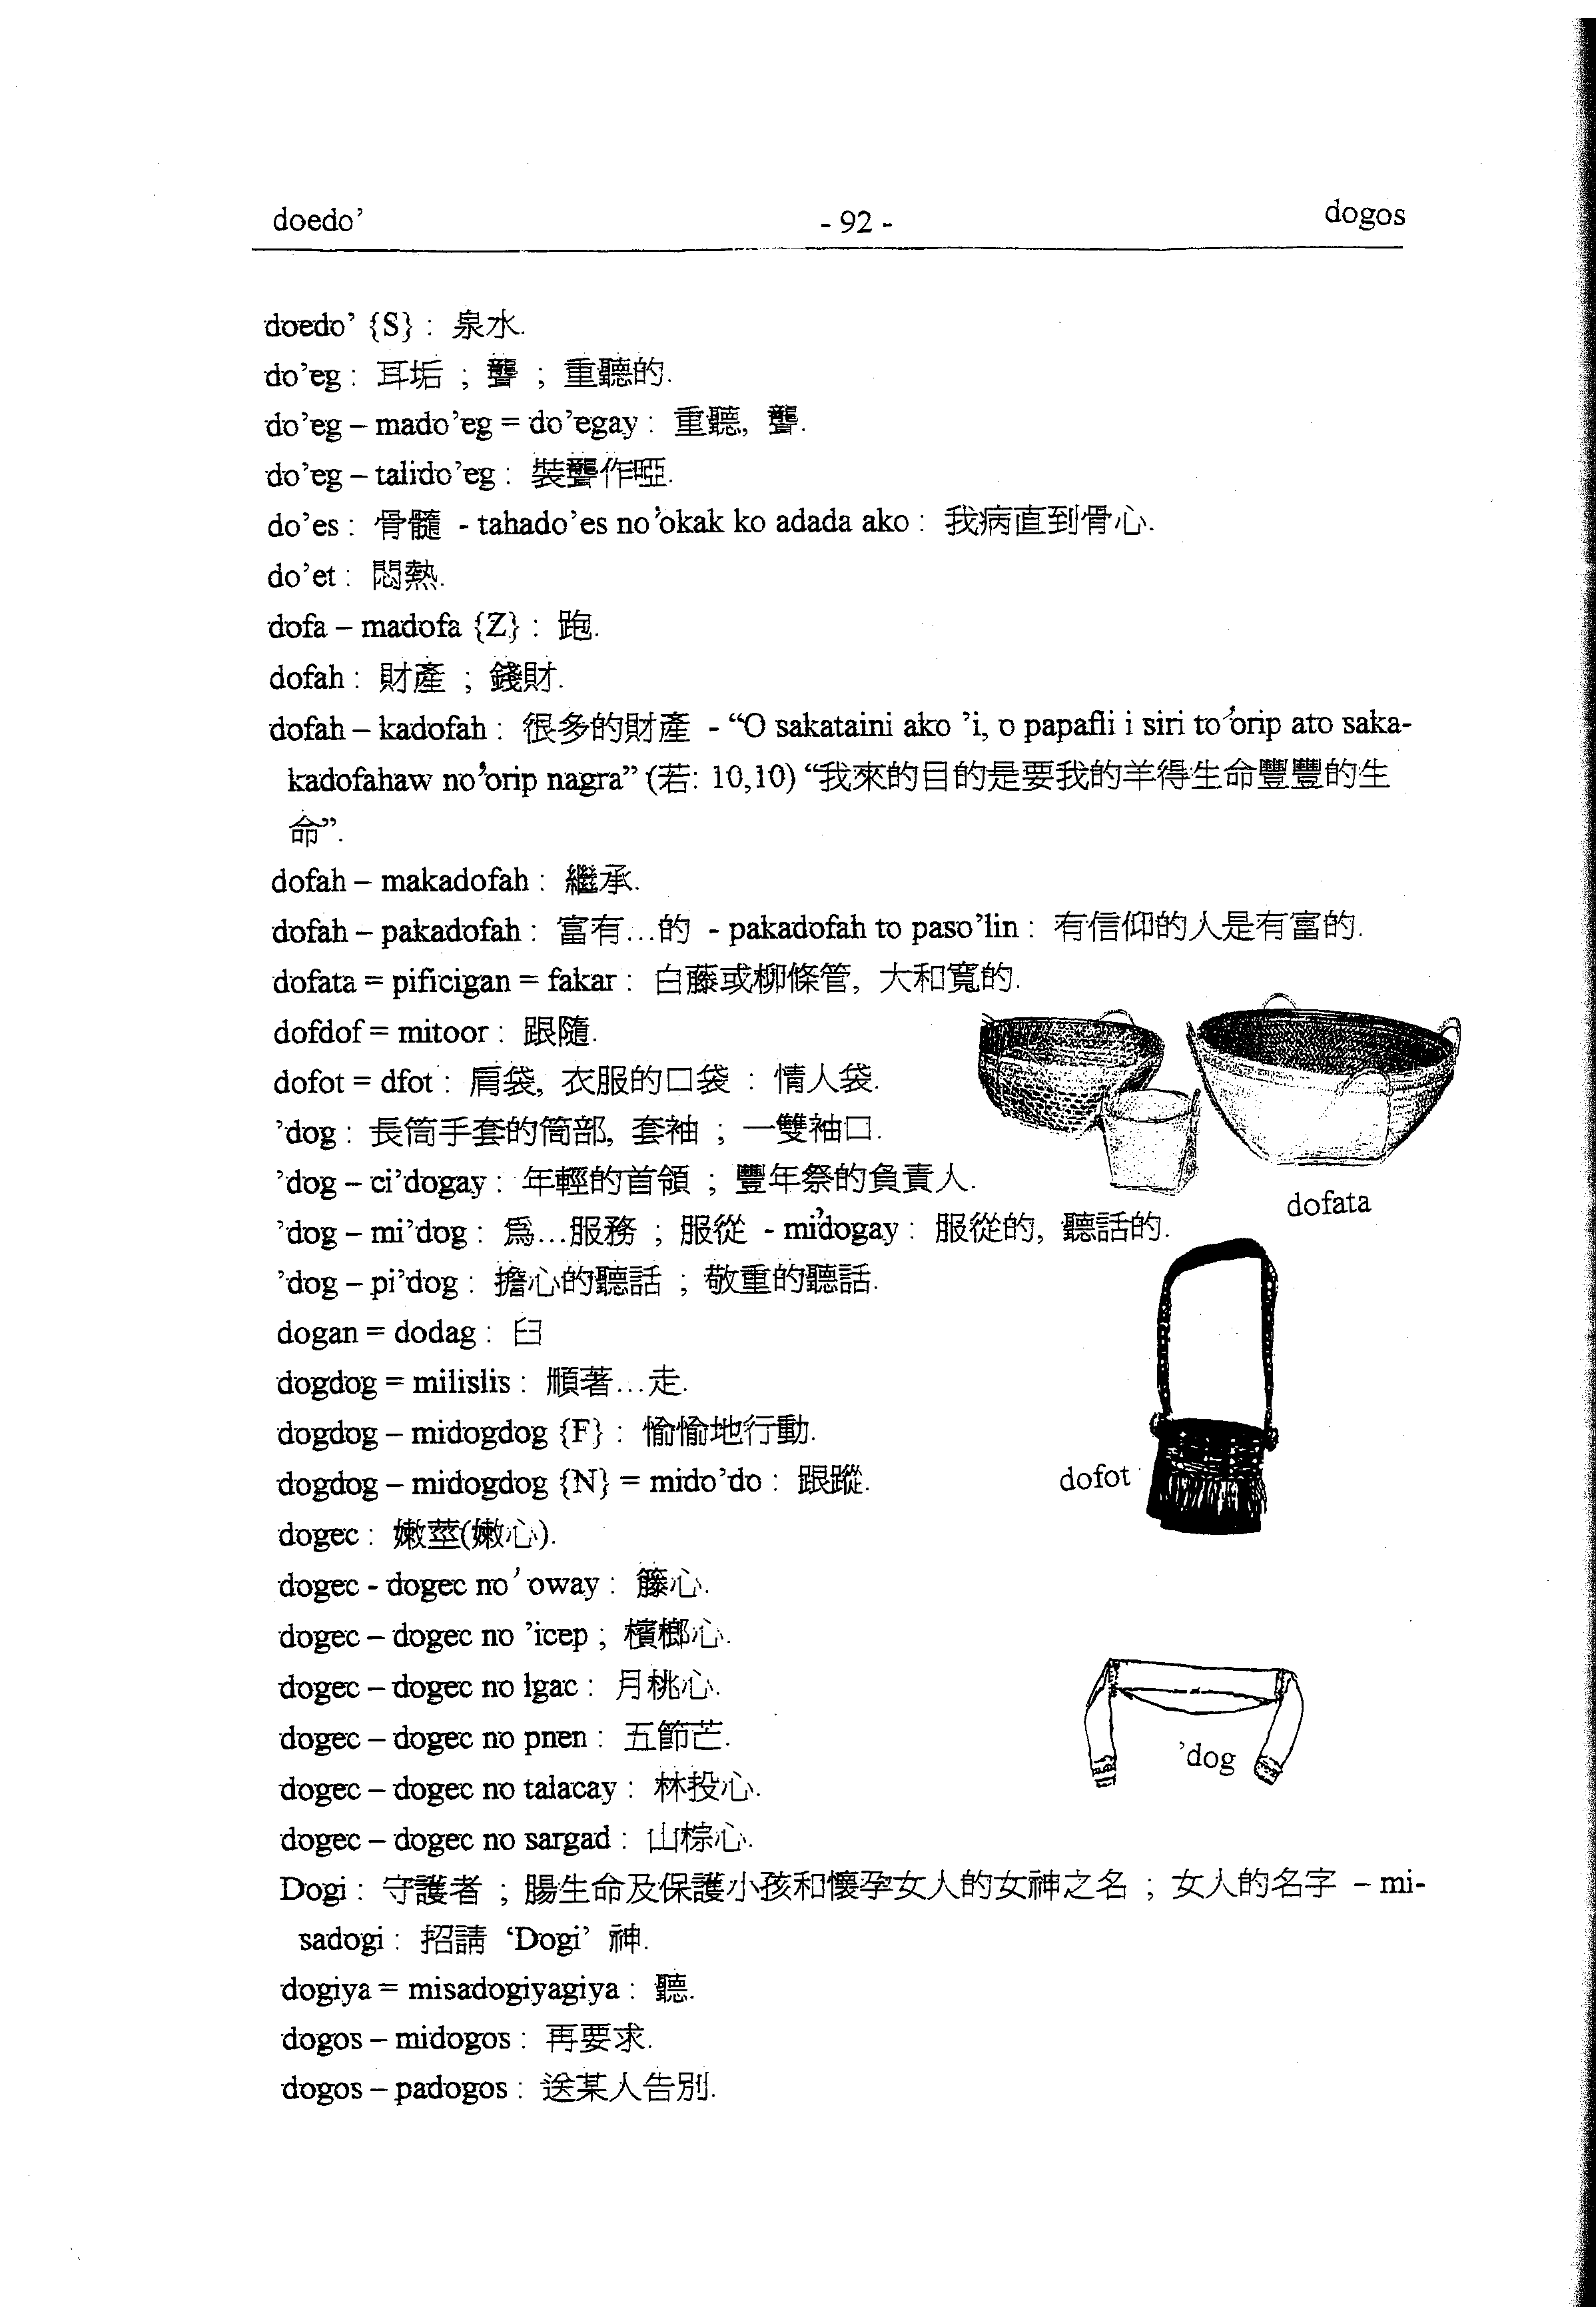 doedo’
- 92 -
dogos
doedo’ {S} : 泉水.
do’eg : 耳垢 ; 聾 ; 重聽的.
do’eg – mado’eg = do’egay : 重聽, 聾.
do’eg – talido’eg : 裝聾作啞.
do’es : 骨髓 - tahado’es no ’okak ko adada ako : 我病直到骨心.
do’et : 悶熱.
dofa – madofa {Z} : 跑.
dofah : 財產 ; 錢財.
dofah – kadofah : 很多的財產 - “O sakataini ako ’i, o papafli i siri to ’orip ato saka-
kadofahaw no ’orip nagra” (若: 10,10) “我來的目的是要我的羊得生命豐豐的生
命”.
dofah – makadofah : 繼承.
dofah – pakadofah : 富有…的 - pakadofah to paso’lin : 有信仰的人是有富的.
dofata = pificigan = fakar : 白藤或柳條管, 大和寬的.
dofdof = mitoor : 跟隨.
dofot = dfot : 肩袋, 衣服的口袋 : 情人袋.
’dog : 長筒手套的筒部, 套袖 ; 一雙袖口.
’dog – ci’dogay : 年輕的首領 ; 豐年祭的負責人.
dofata
’dog – mi’dog : 爲…服務 ; 服從 - mi’dogay : 服從的, 聽話的.
’dog – pi’dog : 擔心的聽話 ; 敬重的聽話.
dogan = dodag : 臼
dogdog = milislis : 順著…走.
dogdog – midogdog {F} : 愉愉地行動.
dogdog – midogdog {N} = mido’do : 跟蹤.
dofot
dogec : 嫩莖(嫩心).
dogec - dogec no ’oway : 籐心.
dogec – dogec no ’icep ; 檳榔心.
dogec – dogec no lgac : 月桃心.
dogec – dogec no pnen : 五節芒.
’dog
dogec – dogec no talacay : 林投心.
dogec – dogec no sargad : 山棕心.
Dogi : 守護者 ; 腸生命及保護小孩和懷孕女人的女神之名 ; 女人的名字 – mi-
sadogi : 招請 ‘Dogi’ 神.
dogiya = misadogiyagiya : 聽.
dogos – midogos : 再要求.
dogos – padogos : 送某人告別.